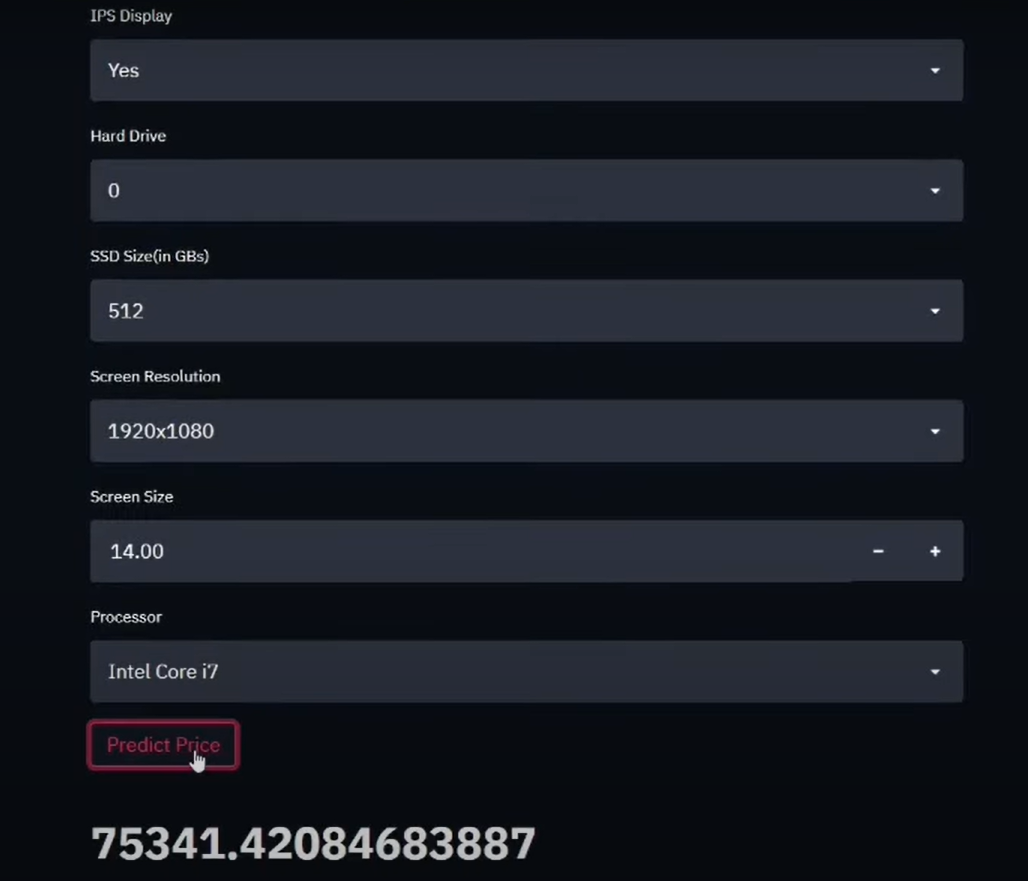 IPS Display
Yes
Hard Drive
0
SSD Size(in GBs)
512
Screen Resolution
1920x1080
Screen Size
14.00 - +
Processor
Intel Core i7
Predict Price
75341.42084683887